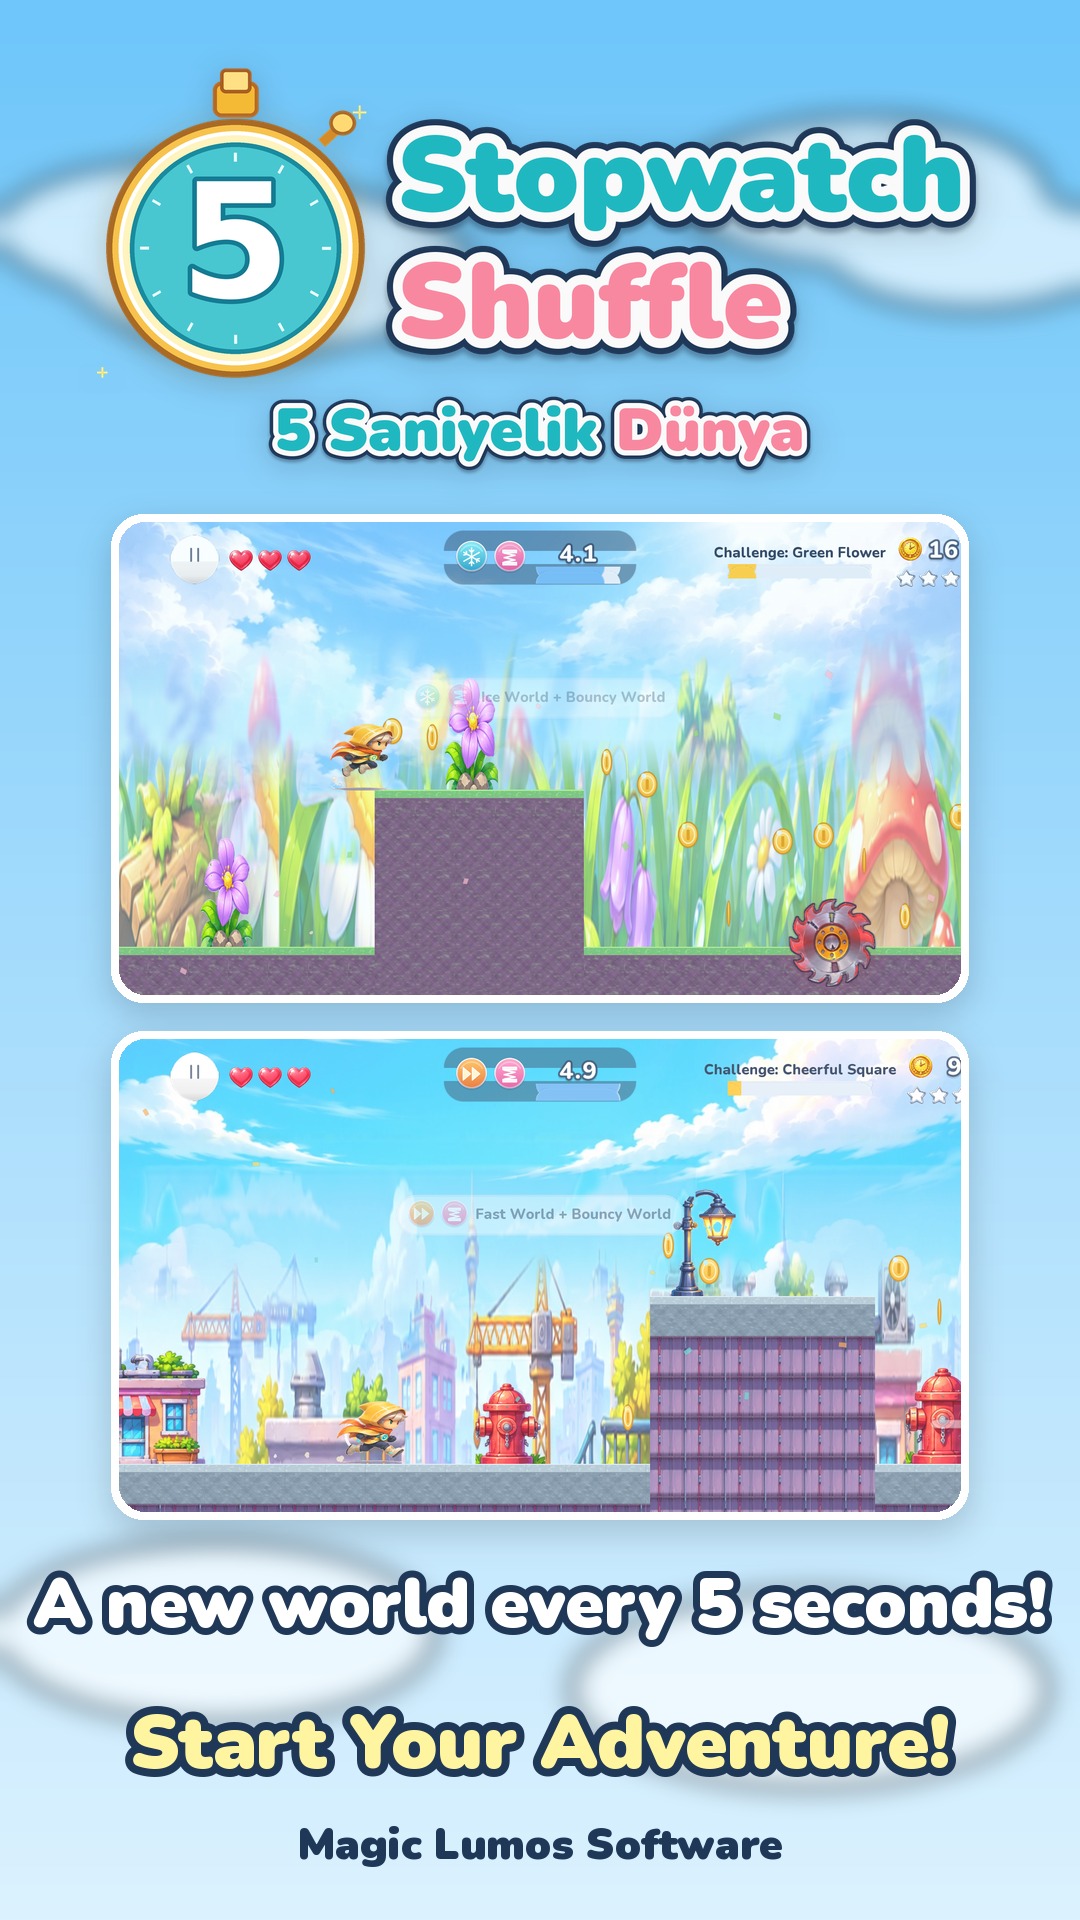 5
Stopwatch
Shuffle
5 Saniyelik Dünya
4.1
Challenge: Green Flower
16
Ice World + Bouncy World
4.9
Challenge: Cheerful Square
9
Fast World + Bouncy World
A new world every 5 seconds!
Start Your Adventure!
Magic Lumos Software